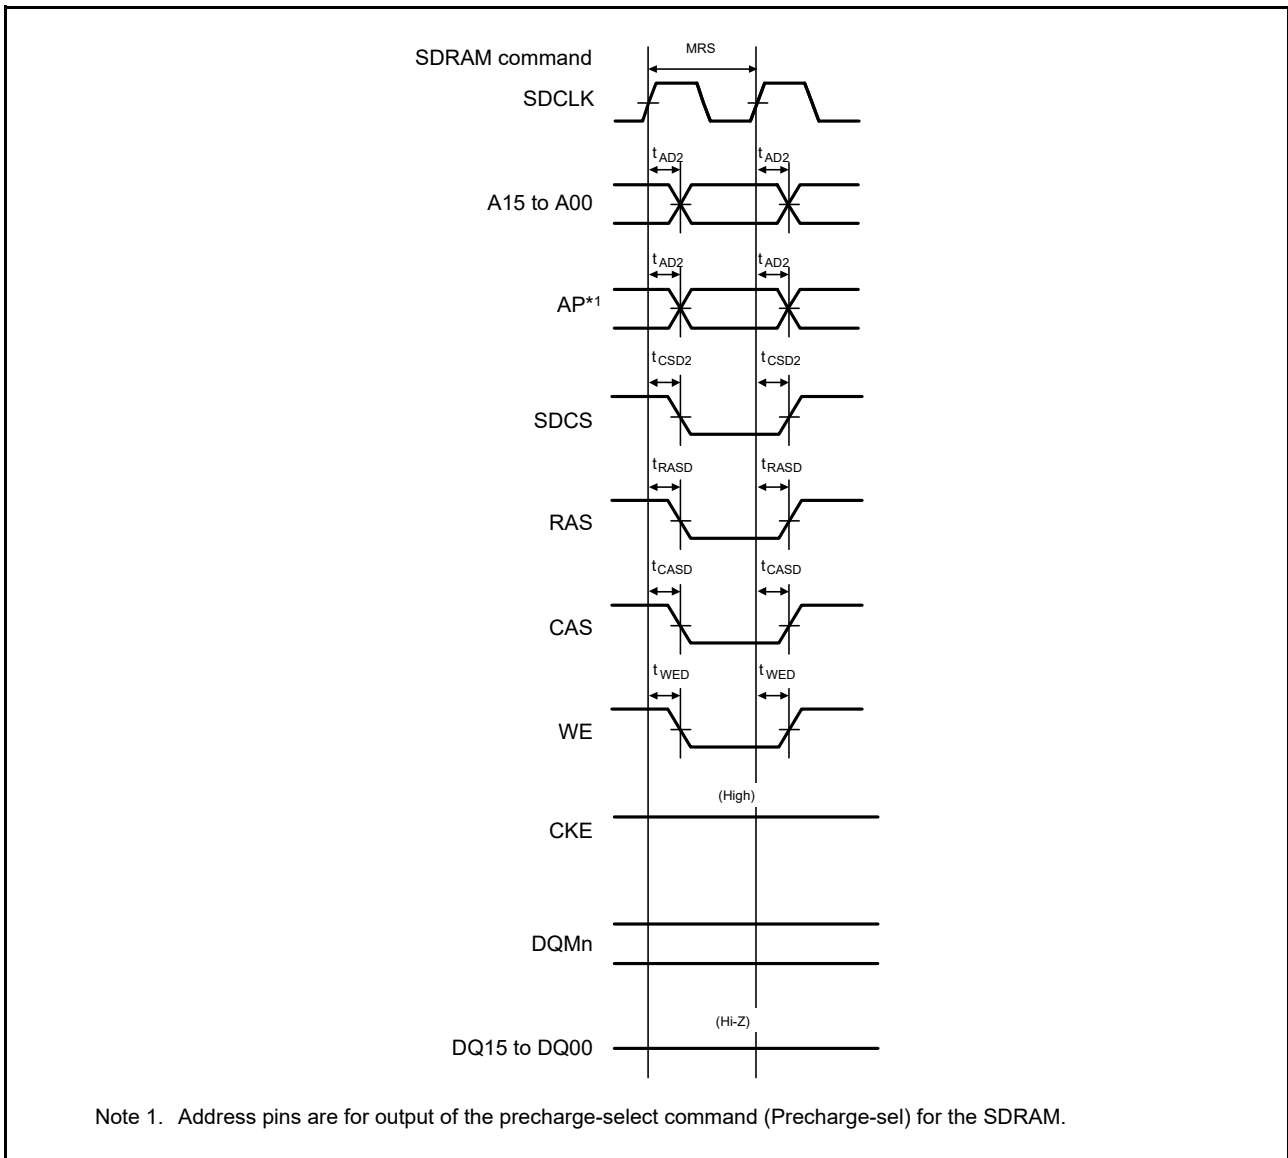 MRS
SDRAM command
SDCLK
tAD2 tAD2
A15 to A00
tAD2 tAD2
AP*1
tCSD2 tCSD2
SDCS
tRASD tRASD
RAS
tCASD tCASD
CAS
tWED tWED
WE
(High)
CKE
DQMn
(Hi-Z)
DQ15 to DQ00
Note 1. Address pins are for output of the precharge-select command (Precharge-sel) for the SDRAM.